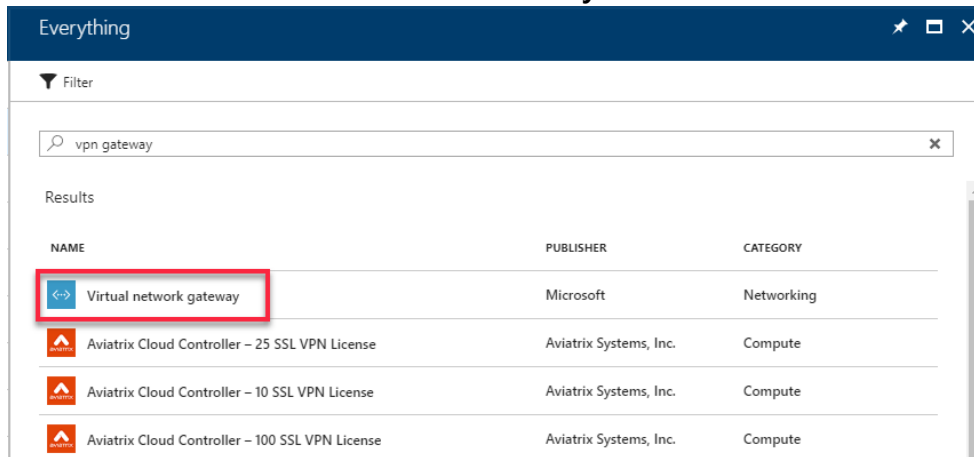 Everything
Filter
vpn gateway
Results
NAME PUBLISHER CATEGORY
Virtual network gateway Microsoft Networking
Aviatrix Cloud Controller – 25 SSL VPN License Aviatrix Systems, Inc. Compute
Aviatrix Cloud Controller – 10 SSL VPN License Aviatrix Systems, Inc. Compute
Aviatrix Cloud Controller – 100 SSL VPN License Aviatrix Systems, Inc. Compute